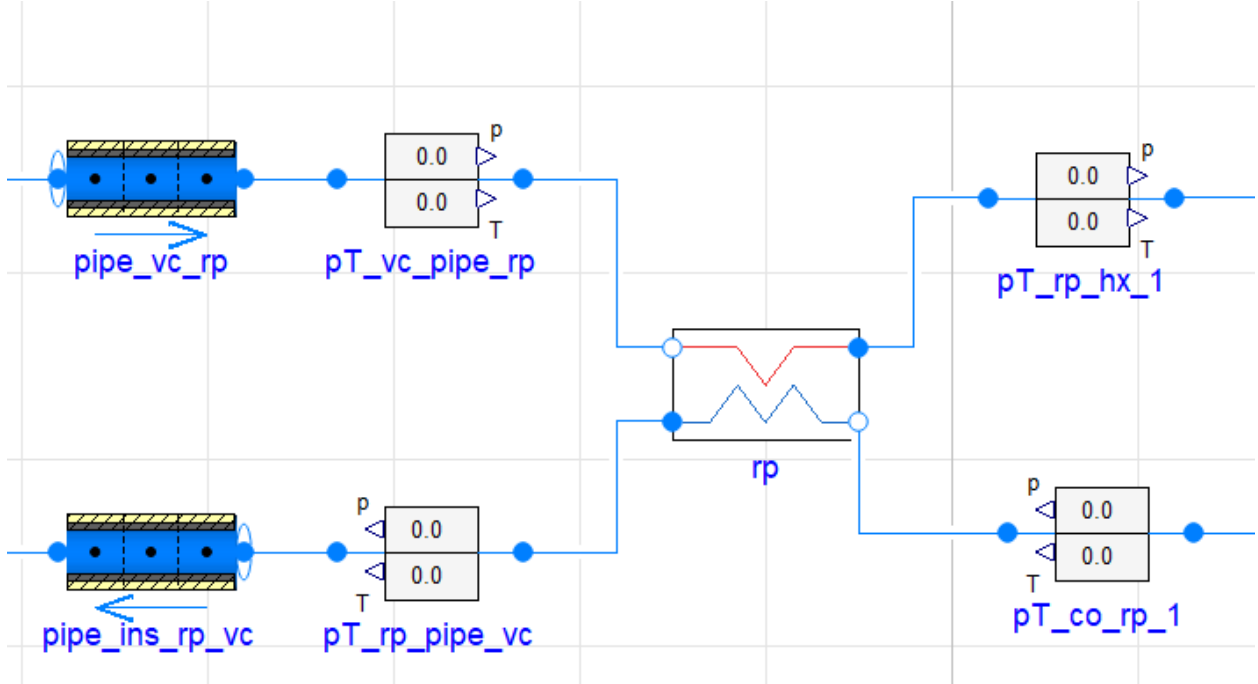 p
0.0
0.0
T
pipe_vc_rp
pT_vc_pipe_rp
p
0.0
0.0
T
pT_rp_hx_1
rp
p
0.0
0.0
T
pipe_ins_rp_vc
pT_rp_pipe_vc
p
0.0
0.0
T
pT_co_rp_1